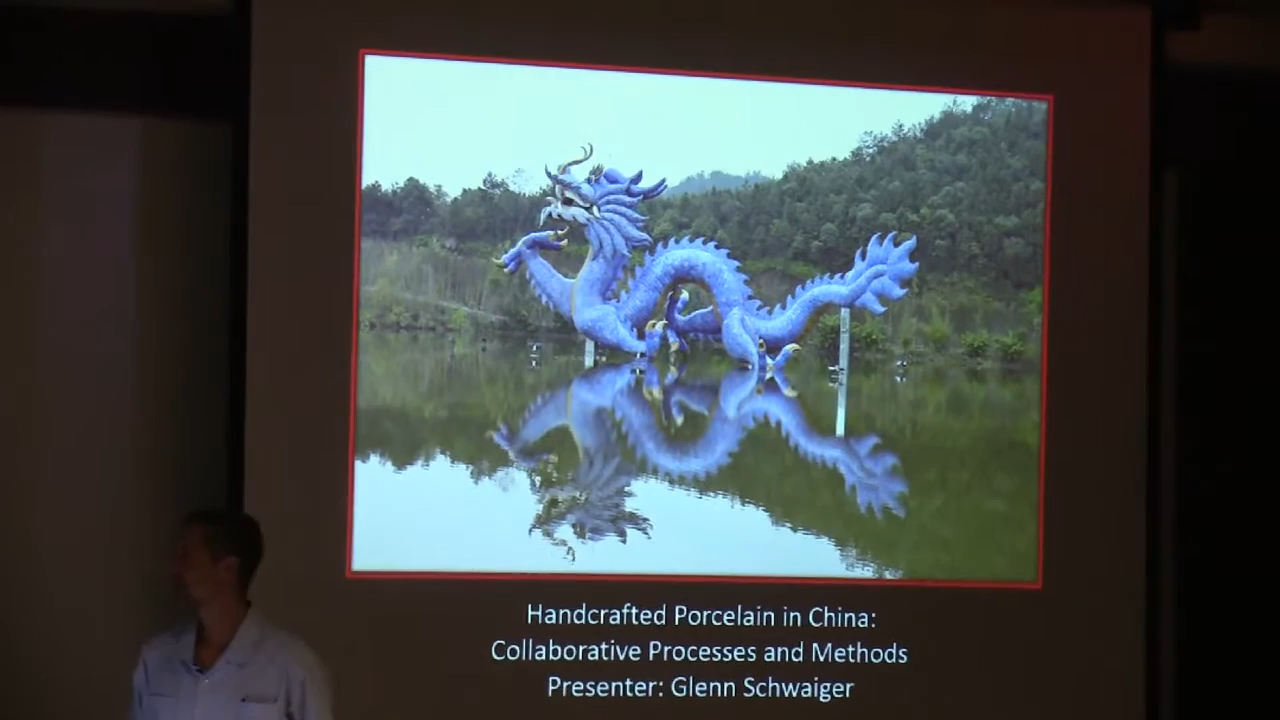 Handcrafted Porcelain in China:
Collaborative Processes and Methods
Presenter: Glenn Schwaiger